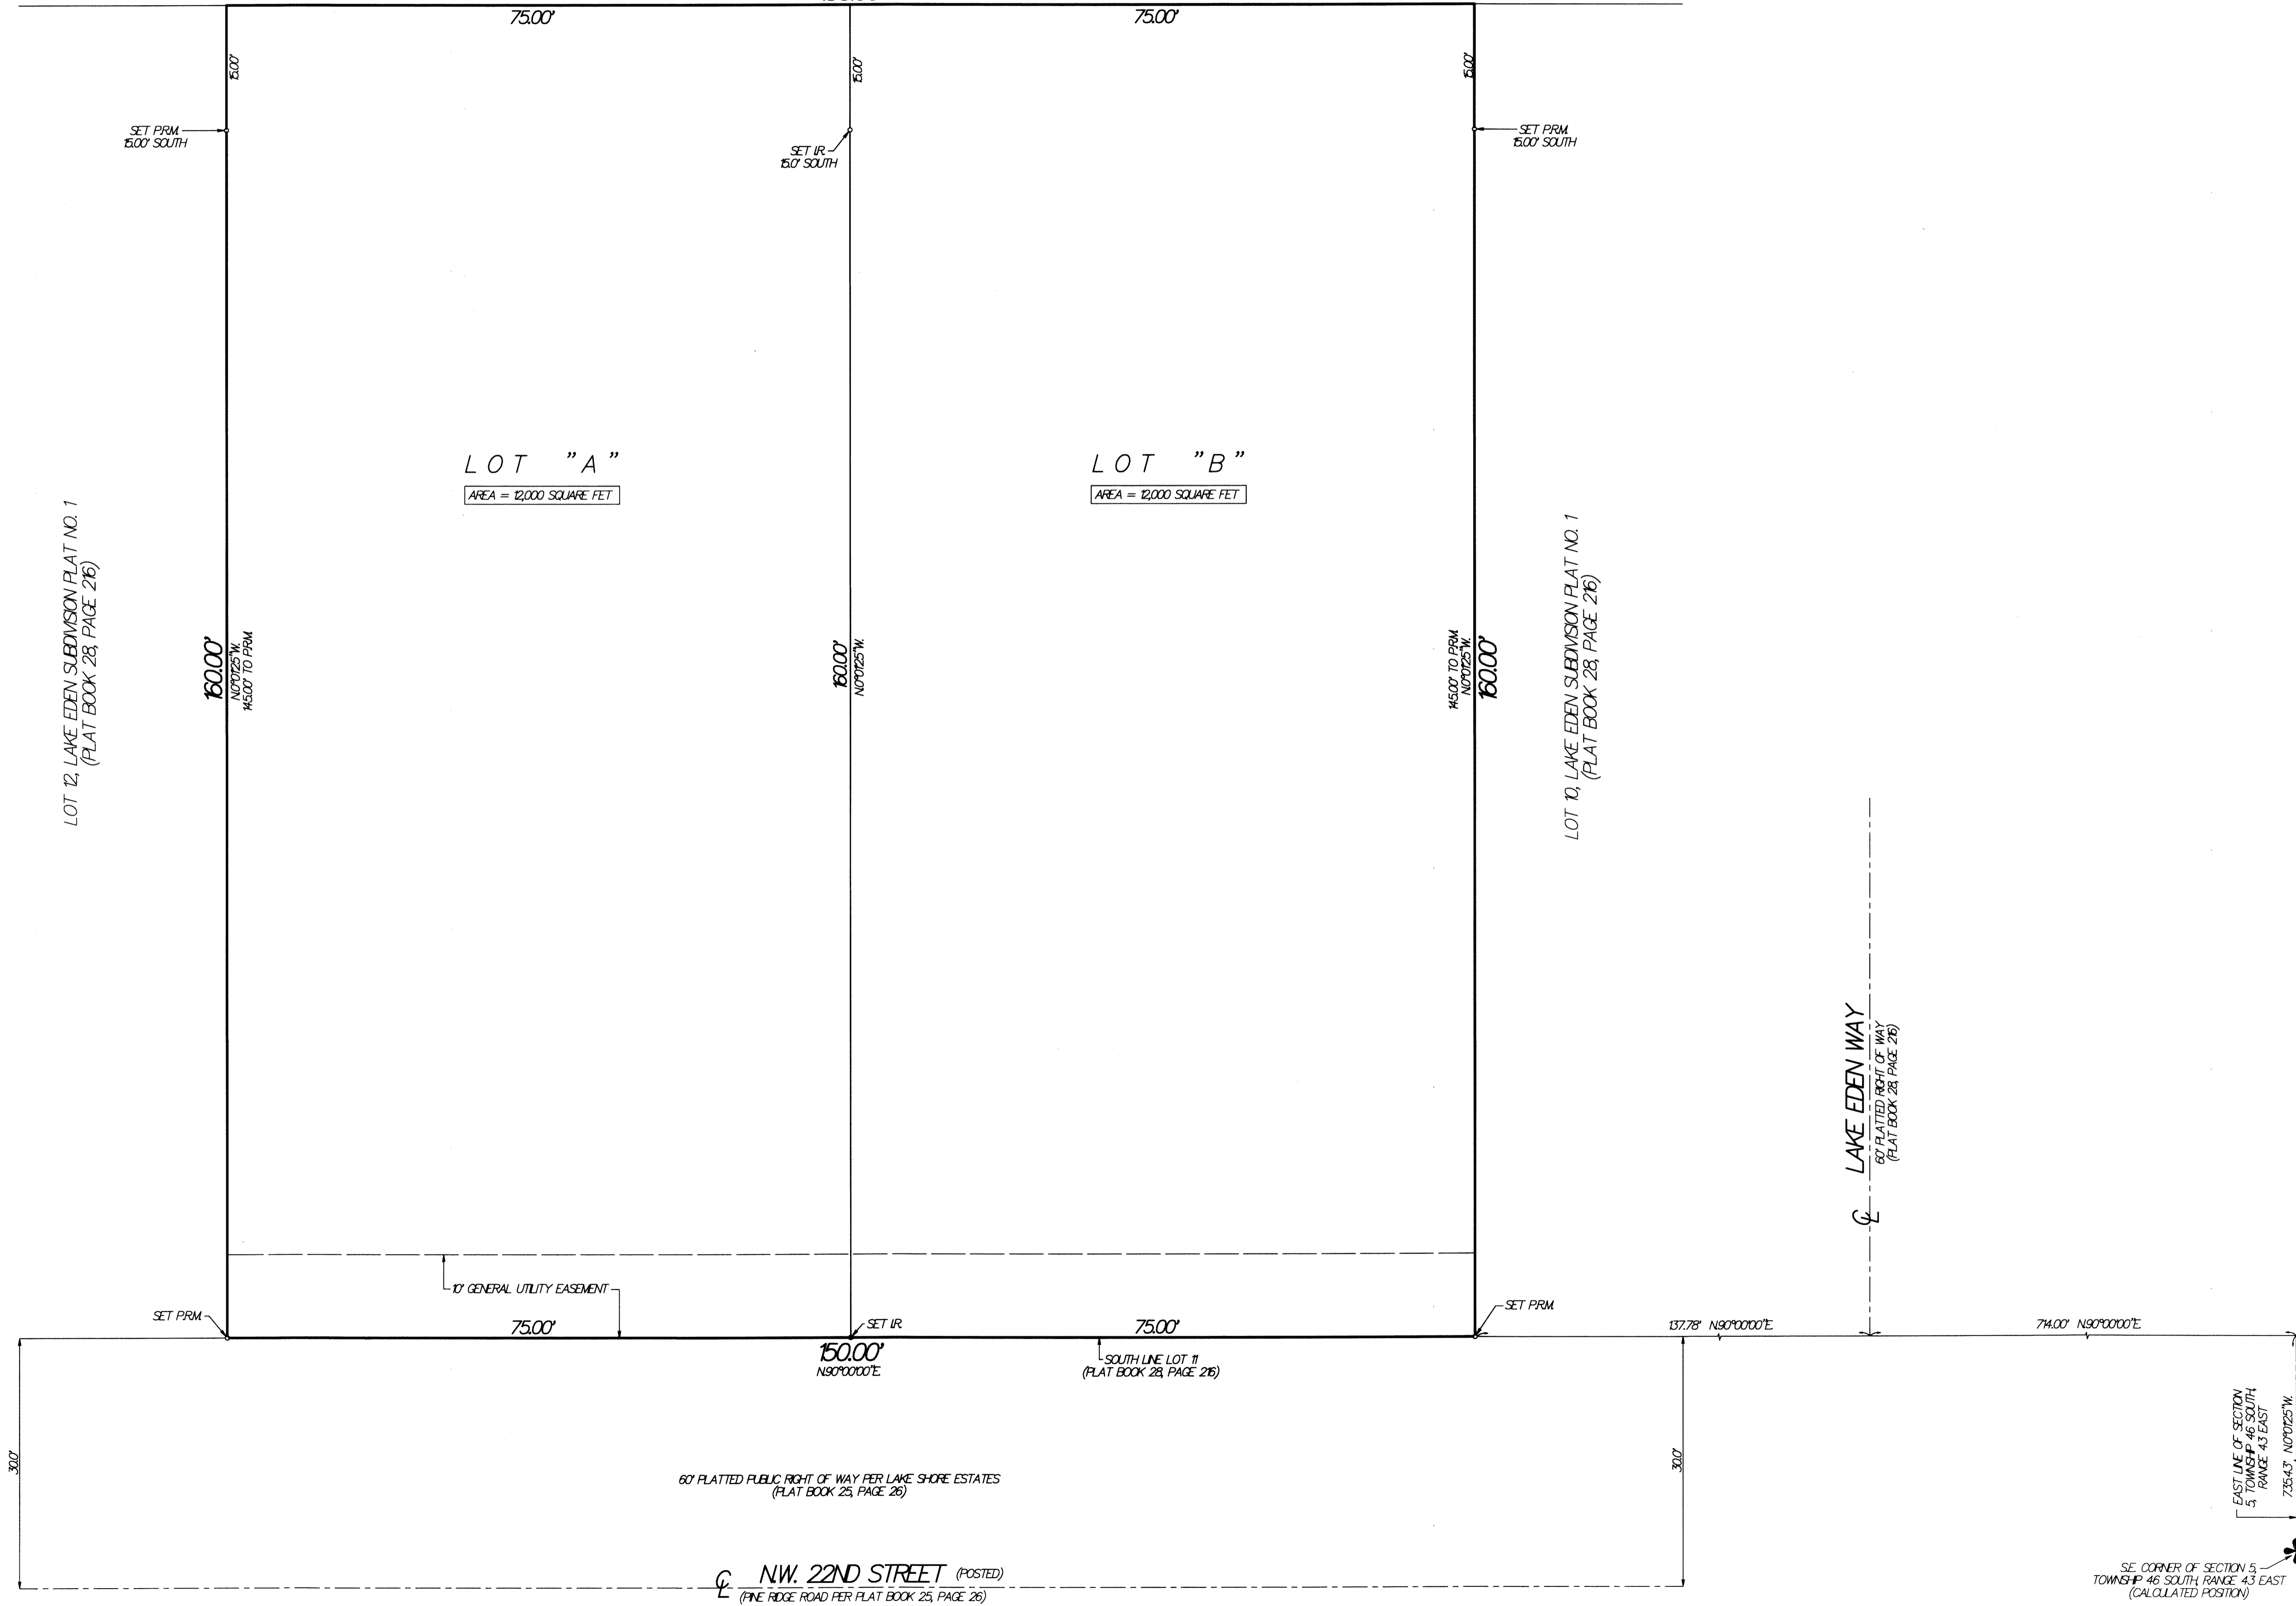 75.00'
75.00'
15.00'
15.00'
15.00'
SET P.R.M.
15.00' SOUTH
SET I.R.
15.0' SOUTH
SET P.R.M.
15.00' SOUTH
LOT "A"
AREA = 12,000 SQUARE FET
LOT "B"
AREA = 12,000 SQUARE FET
LOT 12, LAKE EDEN SUBDIVISION PLAT NO. 1
(PLAT BOOK 28, PAGE 216)
160.00'
N.0°01'25"W.
145.00' TO P.R.M.
160.00'
N.0°01'25"W.
145.00' TO P.R.M.
N.0°01'25"W.
160.00'
LOT 10, LAKE EDEN SUBDIVISION PLAT NO. 1
(PLAT BOOK 28, PAGE 216)
LAKE EDEN WAY
60' PLATTED RIGHT OF WAY
(PLAT BOOK 28, PAGE 216)
℄
10' GENERAL UTILITY EASEMENT
SET P.R.M.
75.00'
SET I.R.
75.00'
SET P.R.M.
137.78' N.90°00'00"E.
714.00' N.90°00'00"E.
150.00'
N.90°00'00"E.
SOUTH LINE LOT 11
(PLAT BOOK 28, PAGE 216)
30.0'
30.0'
EAST LINE OF SECTION
5, TOWNSHIP 46 SOUTH,
RANGE 43 EAST
735.43' N.0°01'25"W.
60' PLATTED PUBLIC RIGHT OF WAY PER LAKE SHORE ESTATES
(PLAT BOOK 25, PAGE 26)
℄ N.W. 22ND STREET (POSTED)
(PINE RIDGE ROAD PER PLAT BOOK 25, PAGE 26)
S.E. CORNER OF SECTION 5,
TOWNSHIP 46 SOUTH, RANGE 43 EAST
(CALCULATED POSITION)